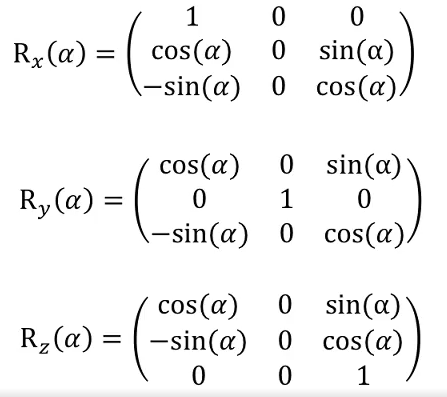 1 0 0
R_x(α) = ( cos(α) 0 sin(α) )
−sin(α) 0 cos(α)
cos(α) 0 sin(α)
R_y(α) = ( 0 1 0 )
−sin(α) 0 cos(α)
cos(α) 0 sin(α)
R_z(α) = ( −sin(α) 0 cos(α) )
0 0 1